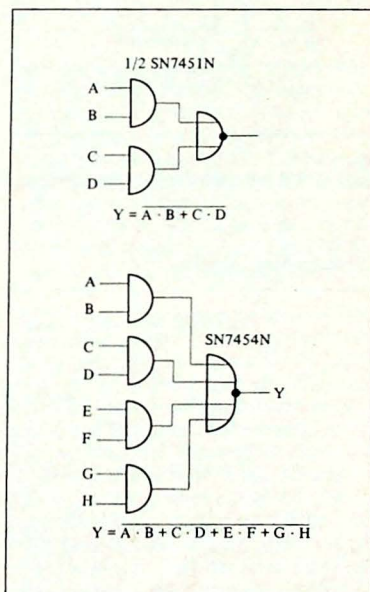 1/2 SN7451N
A
B
C
D
Y = A · B + C · D
A
B
SN7454N
C
D
Y
E
F
G
H
Y = A · B + C · D + E · F + G · H